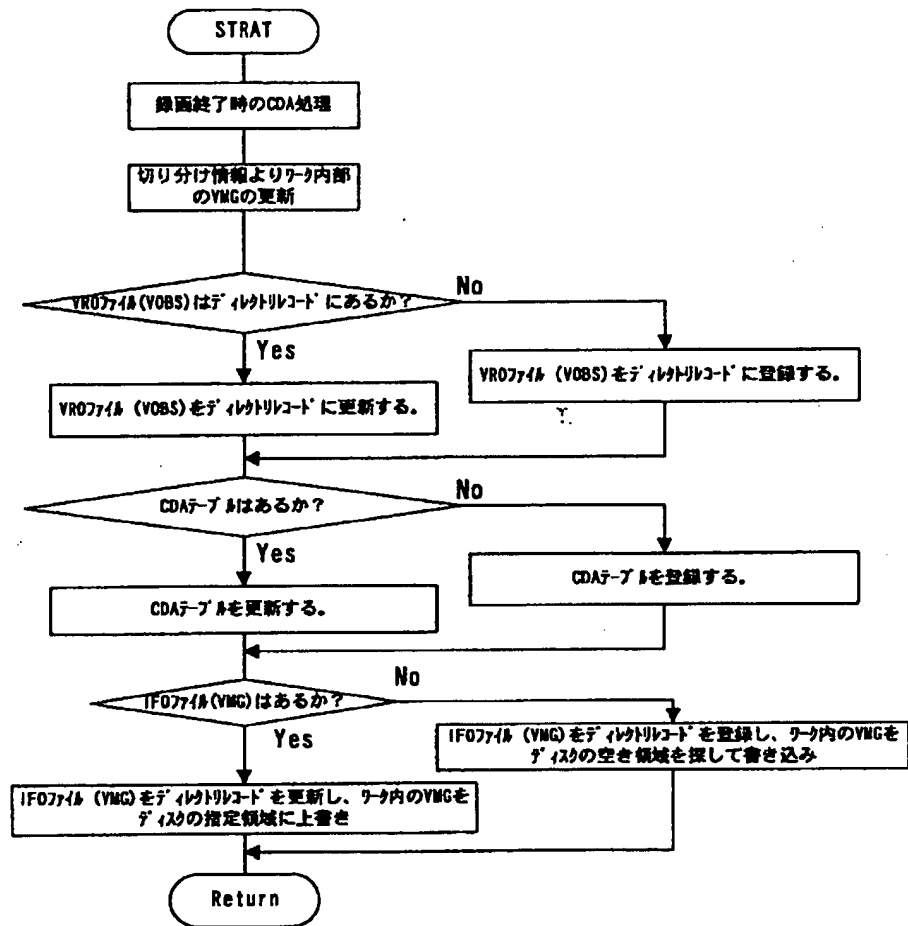 STRAT
録画終了時のCDA処理
切り分け情報よりﾜｰｸ内部
のVMGの更新
VROﾌｧｲﾙ(VOBS)はﾃﾞｨﾚｸﾄﾘﾚｺｰﾄﾞにあるか？
No
Yes
VROﾌｧｲﾙ (VOBS)をﾃﾞｨﾚｸﾄﾘﾚｺｰﾄﾞに登録する。
VROﾌｧｲﾙ (VOBS)をﾃﾞｨﾚｸﾄﾘﾚｺｰﾄﾞに更新する。
CDAﾃｰﾌﾞﾙはあるか？
No
Yes
CDAﾃｰﾌﾞﾙを登録する。
CDAﾃｰﾌﾞﾙを更新する。
IFOﾌｧｲﾙ(VMG)はあるか？
No
Yes
IFOﾌｧｲﾙ (VMG)をﾃﾞｨﾚｸﾄﾘﾚｺｰﾄﾞを登録し、ﾜｰｸ内のVMGを
ﾃﾞｨｽｸの空き領域を探して書き込み
IFOﾌｧｲﾙ (VMG)をﾃﾞｨﾚｸﾄﾘﾚｺｰﾄﾞを更新し、ﾜｰｸ内のVMGを
ﾃﾞｨｽｸの指定領域に上書き
Return